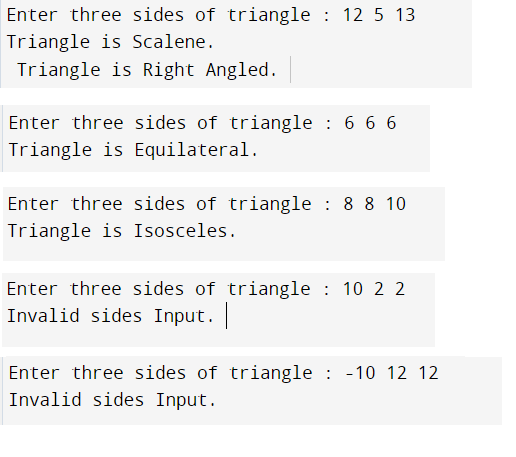 Enter three sides of triangle : 12 5 13
Triangle is Scalene.
Triangle is Right Angled.
Enter three sides of triangle : 6 6 6
Triangle is Equilateral.
Enter three sides of triangle : 8 8 10
Triangle is Isosceles.
Enter three sides of triangle : 10 2 2
Invalid sides Input.
Enter three sides of triangle : -10 12 12
Invalid sides Input.